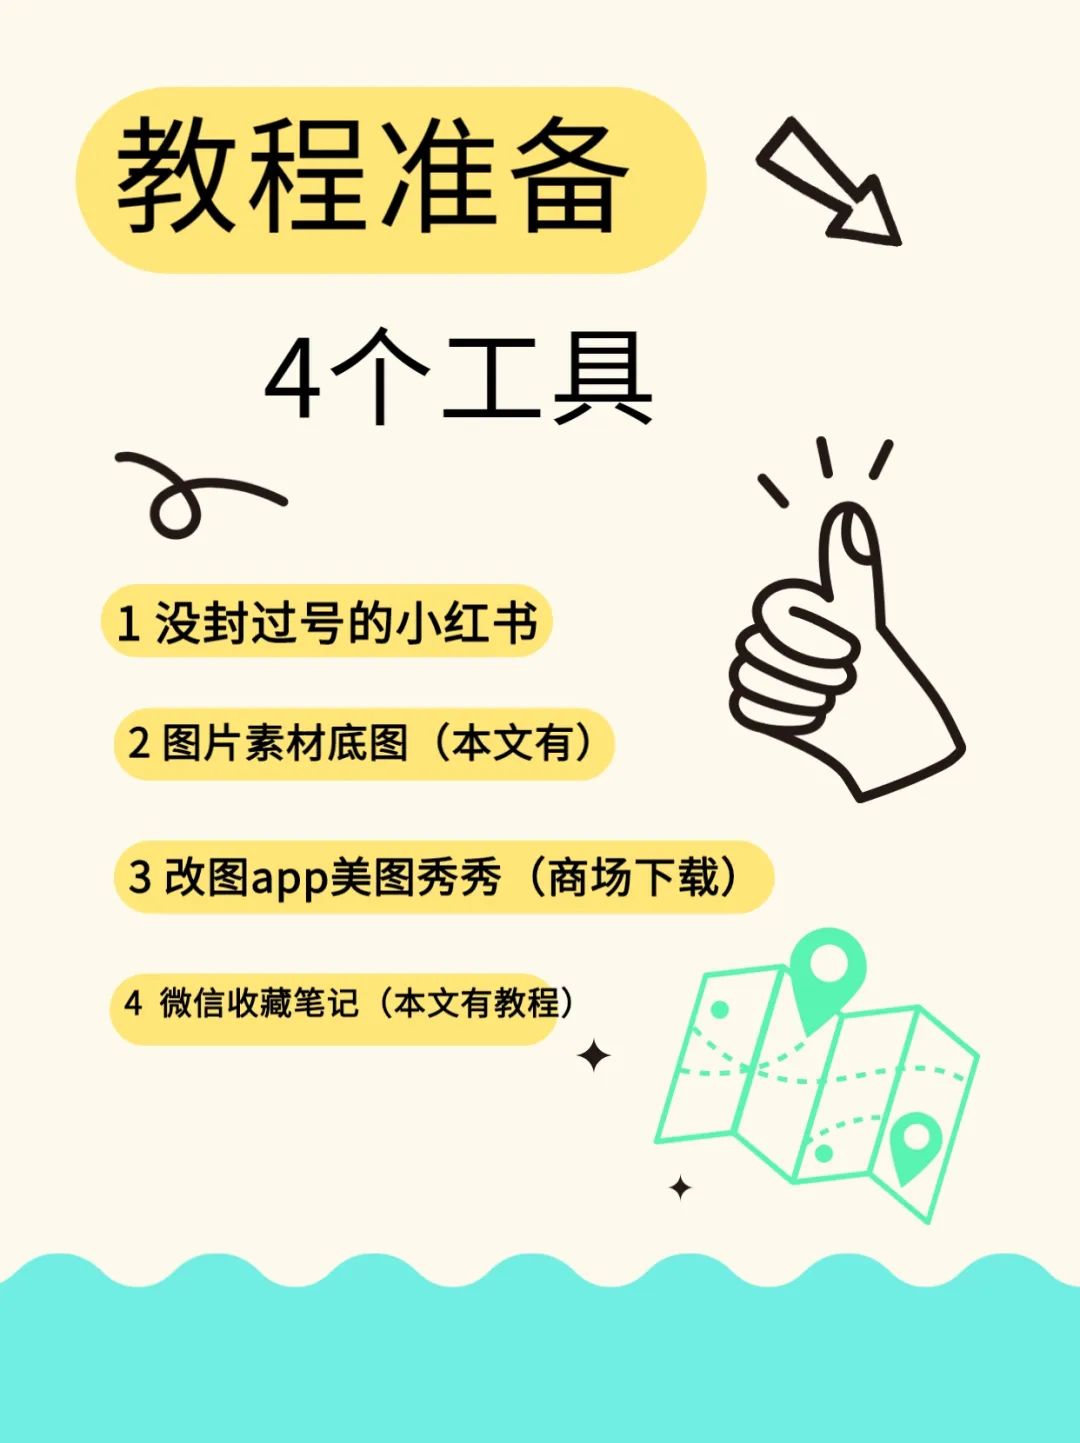 教程准备
4个工具
1 没封过号的小红书
2 图片素材底图（本文有）
3 改图app美图秀秀（商场下载）
4 微信收藏笔记（本文有教程）